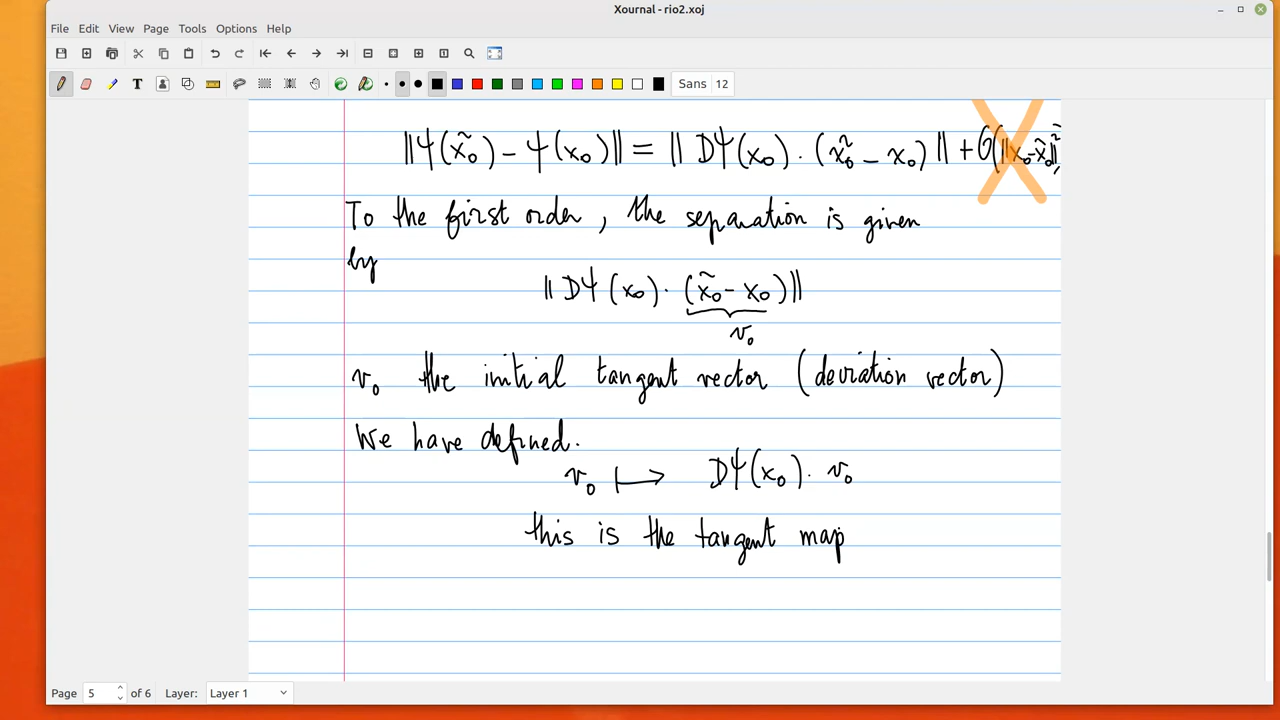 Xournal - rio2.xoj
File Edit View Page Tools Options Help
Sans 12
‖Ψ(x̃₀) – Ψ(x₀)‖ = ‖ DΨ(x₀) · (x̃₀ – x₀) ‖ + O(‖x₀-x̃₀‖²)
To the first order, the separation is given
by
‖ DΨ(x₀) · (x̃₀ – x₀) ‖
v₀
v₀ the initial tangent vector (deviation vector)
We have defined.
v₀ ⟼ DΨ(x₀) · v₀
this is the tangent map
Page 5 of 6 Layer: Layer 1